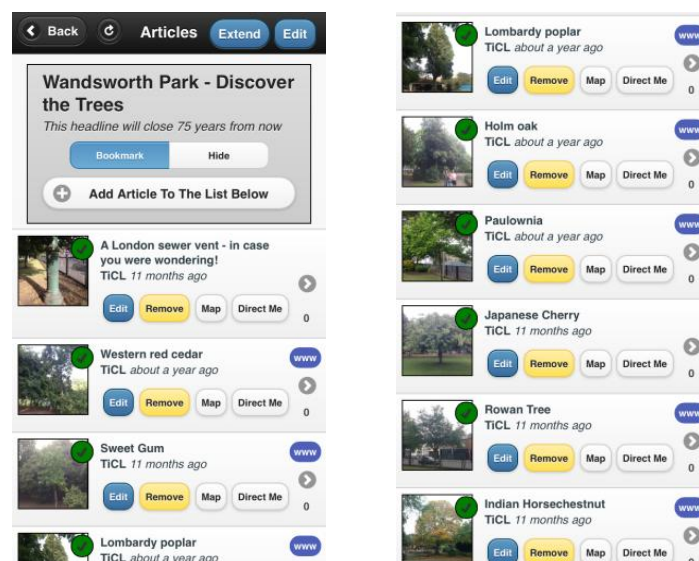 Back Articles Extend Edit
Wandsworth Park - Discover
the Trees
This headline will close 75 years from now
Bookmark Hide
Add Article To The List Below
A London sewer vent - in case
you were wondering!
TiCL 11 months ago
Edit Remove Map Direct Me 0
Western red cedar www
TiCL about a year ago
Edit Remove Map Direct Me 0
Sweet Gum www
TiCL 11 months ago
Edit Remove Map Direct Me 0
Lombardy poplar www
TiCL about a year ago
Lombardy poplar www
TiCL about a year ago
Edit Remove Map Direct Me 0
Holm oak www
TiCL about a year ago
Edit Remove Map Direct Me 0
Paulownia www
TiCL about a year ago
Edit Remove Map Direct Me 0
Japanese Cherry
TiCL 11 months ago
Edit Remove Map Direct Me 0
Rowan Tree www
TiCL 11 months ago
Edit Remove Map Direct Me 0
Indian Horsechestnut www
TiCL 11 months ago
Edit Remove Map Direct Me 0